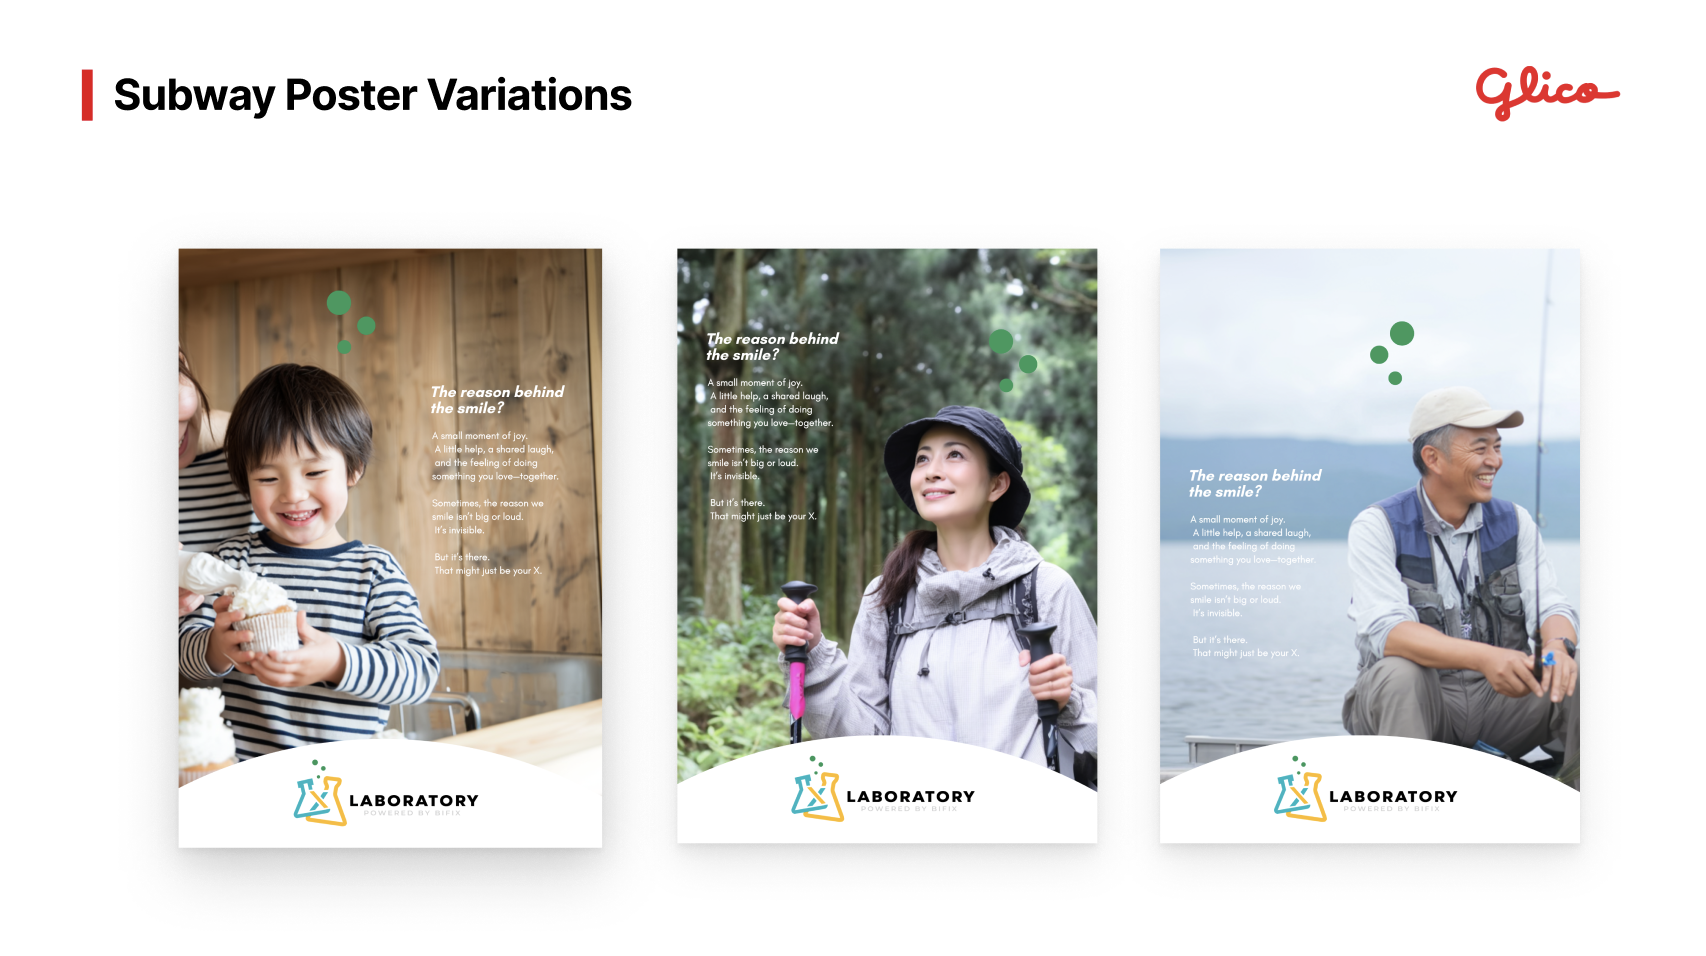 Subway Poster Variations
Glico
The reason behind
the smile?
A small moment of joy.
A little help, a shared laugh,
and the feeling of doing
something you love—together.
Sometimes, the reason we
smile isn't big or loud.
It's invisible.
But it's there.
That might just be your X.
X LABORATORY
POWERED BY BIFIX
The reason behind
the smile?
A small moment of joy.
A little help, a shared laugh,
and the feeling of doing
something you love—together.
Sometimes, the reason we
smile isn't big or loud.
It's invisible.
But it's there.
That might just be your X.
X LABORATORY
POWERED BY BIFIX
The reason behind
the smile?
A small moment of joy.
A little help, a shared laugh,
and the feeling of doing
something you love—together.
Sometimes, the reason we
smile isn't big or loud.
It's invisible.
But it's there.
That might just be your X.
X LABORATORY
POWERED BY BIFIX